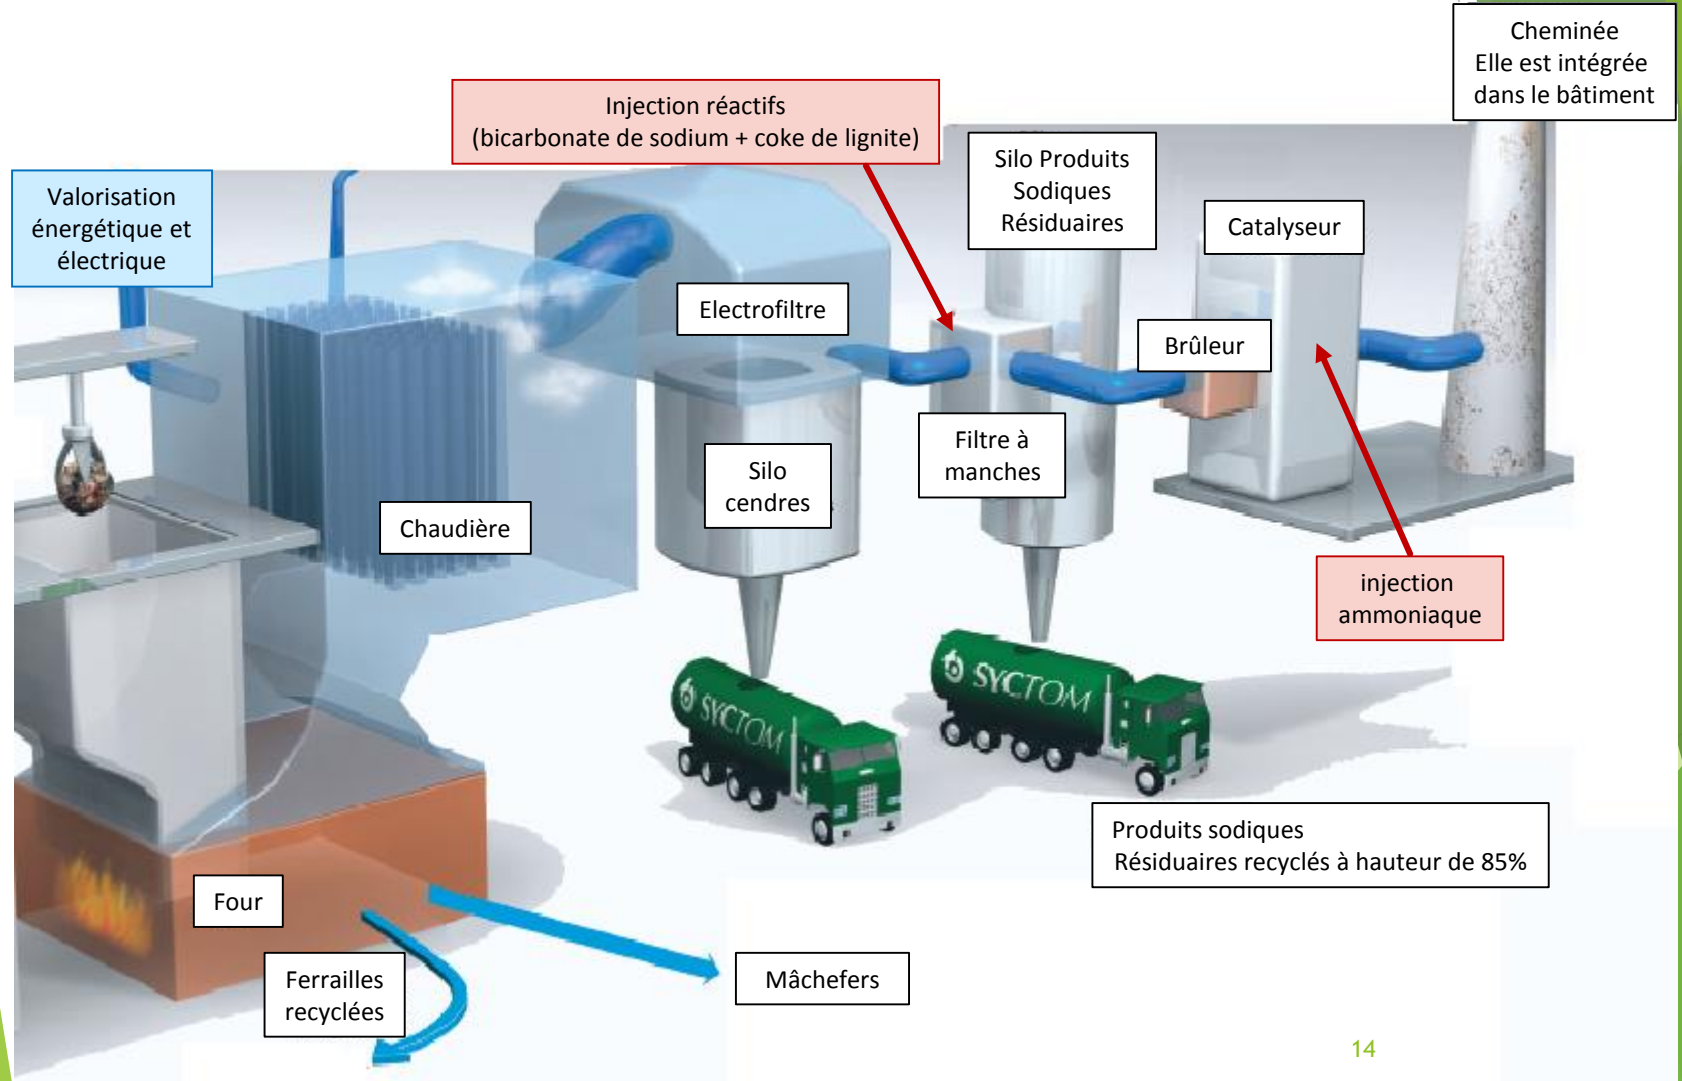 Cheminée
Elle est intégrée
dans le bâtiment
Injection réactifs
(bicarbonate de sodium + coke de lignite)
Silo Produits
Sodiques
Résiduaires
Valorisation
énergétique et
électrique
Catalyseur
Electrofiltre
Brûleur
Filtre à
manches
Silo
cendres
Chaudière
injection
ammoniaque
SYCTOM
SYCTOM
Produits sodiques
Résiduaires recyclés à hauteur de 85%
Four
Ferrailles
recyclées
Mâchefers
14